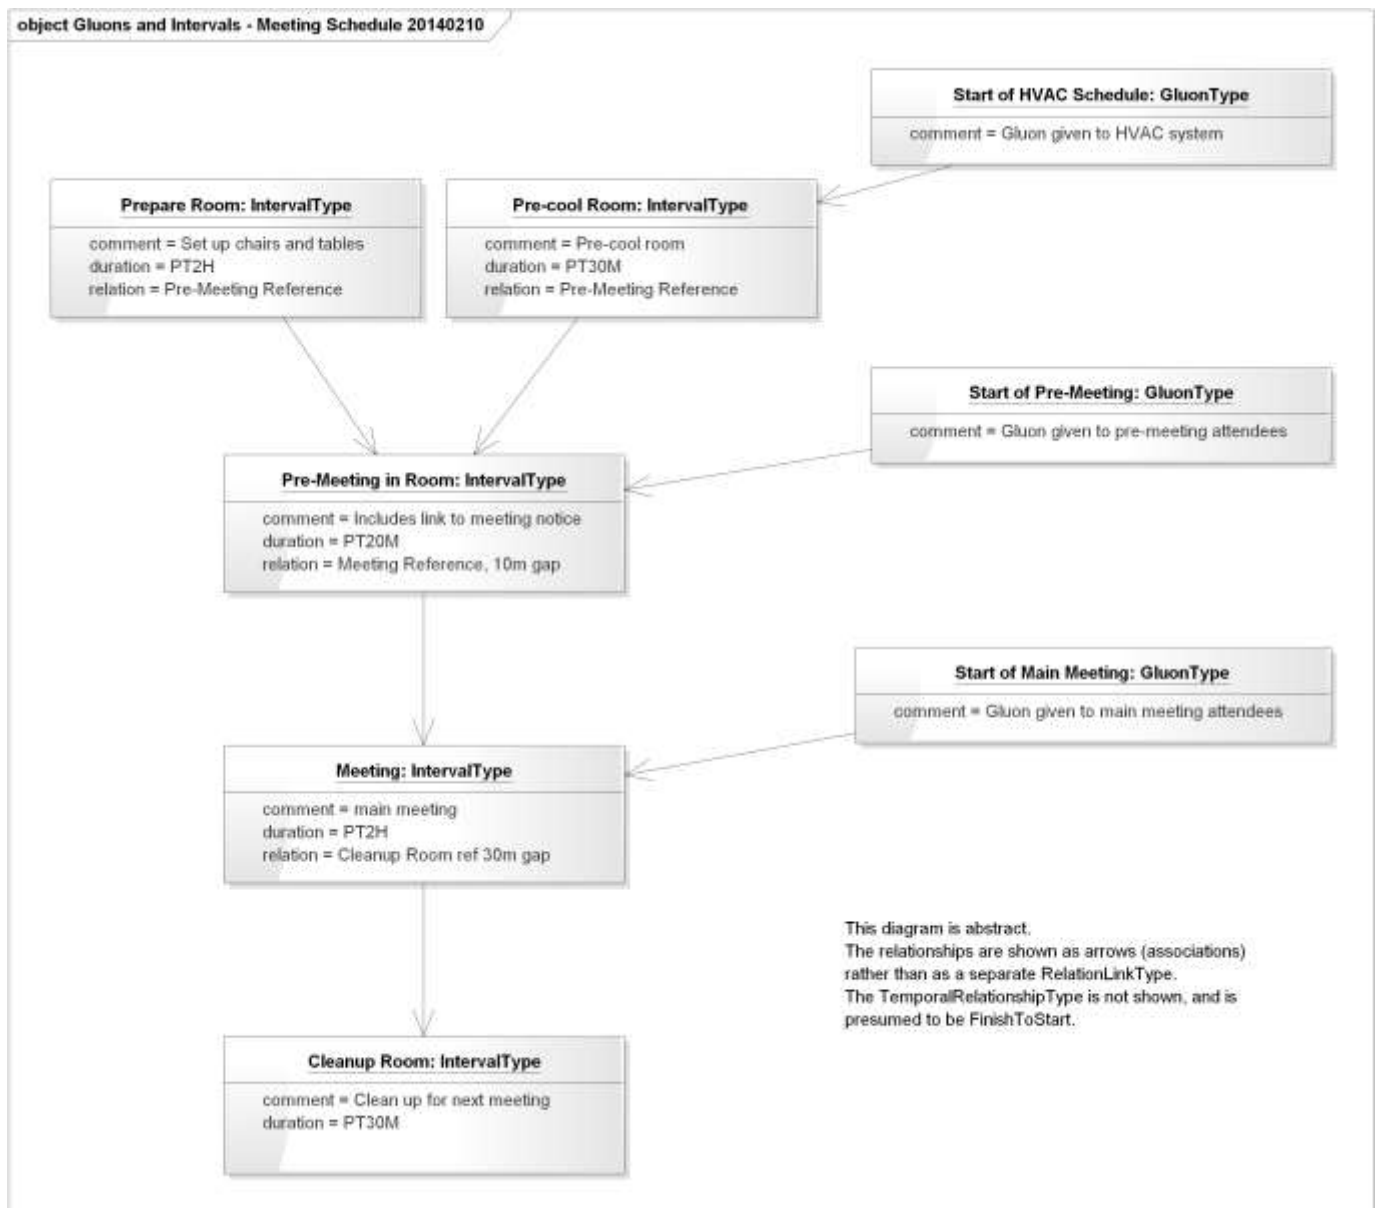 object Gluons and Intervals - Meeting Schedule 20140210
Start of HVAC Schedule: GluonType
comment = Gluon given to HVAC system
Prepare Room: IntervalType
comment = Set up chairs and tables
duration = PT2H
relation = Pre-Meeting Reference
Pre-cool Room: IntervalType
comment = Pre-cool room
duration = PT30M
relation = Pre-Meeting Reference
Start of Pre-Meeting: GluonType
comment = Gluon given to pre-meeting attendees
Pre-Meeting in Room: IntervalType
comment = Includes link to meeting notice
duration = PT20M
relation = Meeting Reference, 10m gap
Start of Main Meeting: GluonType
comment = Gluon given to main meeting attendees
Meeting: IntervalType
comment = main meeting
duration = PT2H
relation = Cleanup Room ref 30m gap
This diagram is abstract.
The relationships are shown as arrows (associations)
rather than as a separate RelationLinkType.
The TemporalRelationshipType is not shown, and is
presumed to be FinishToStart.
Cleanup Room: IntervalType
comment = Clean up for next meeting
duration = PT30M